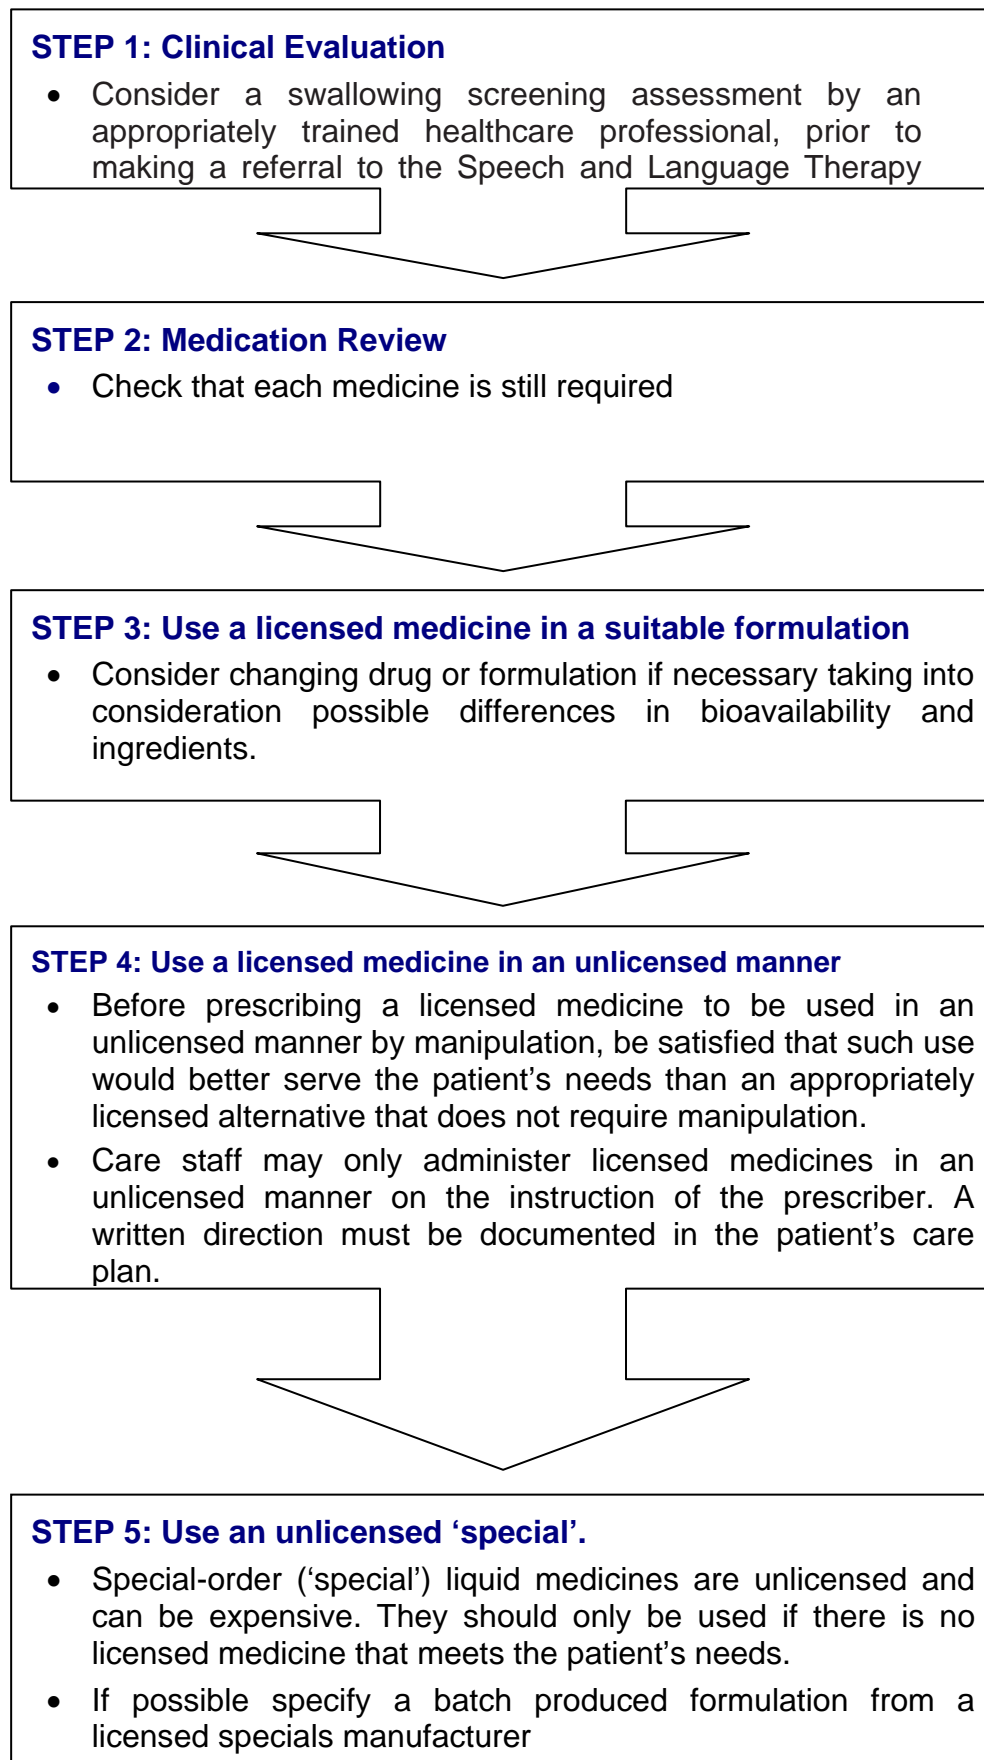 STEP 1: Clinical Evaluation
• Consider a swallowing screening assessment by an
appropriately trained healthcare professional, prior to
making a referral to the Speech and Language Therapy
STEP 2: Medication Review
• Check that each medicine is still required
STEP 3: Use a licensed medicine in a suitable formulation
• Consider changing drug or formulation if necessary taking into
consideration possible differences in bioavailability and
ingredients.
STEP 4: Use a licensed medicine in an unlicensed manner
• Before prescribing a licensed medicine to be used in an
unlicensed manner by manipulation, be satisfied that such use
would better serve the patient’s needs than an appropriately
licensed alternative that does not require manipulation.
• Care staff may only administer licensed medicines in an
unlicensed manner on the instruction of the prescriber. A
written direction must be documented in the patient’s care
plan.
STEP 5: Use an unlicensed ‘special’.
• Special-order (‘special’) liquid medicines are unlicensed and
can be expensive. They should only be used if there is no
licensed medicine that meets the patient’s needs.
• If possible specify a batch produced formulation from a
licensed specials manufacturer